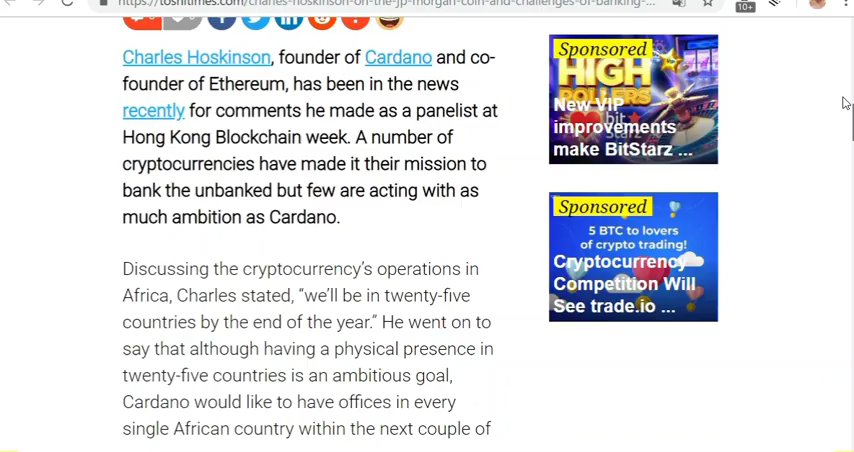 https://toshitimes.com/charles-hoskinson-on-the-jp-morgan-coin-and-challenges-of-banking-...
10+
Charles Hoskinson, founder of Cardano and co-
founder of Ethereum, has been in the news
recently for comments he made as a panelist at
Hong Kong Blockchain week. A number of
cryptocurrencies have made it their mission to
bank the unbanked but few are acting with as
much ambition as Cardano.
Discussing the cryptocurrency's operations in
Africa, Charles stated, “we'll be in twenty-five
countries by the end of the year.” He went on to
say that although having a physical presence in
twenty-five countries is an ambitious goal,
Cardano would like to have offices in every
single African country within the next couple of
Sponsored
HIGH
ROLLERS
bit
starz
New VIP
improvements
make BitStarz ...
Sponsored
5 BTC to lovers
of crypto trading!
Cryptocurrency
Competition Will
See trade.io ...